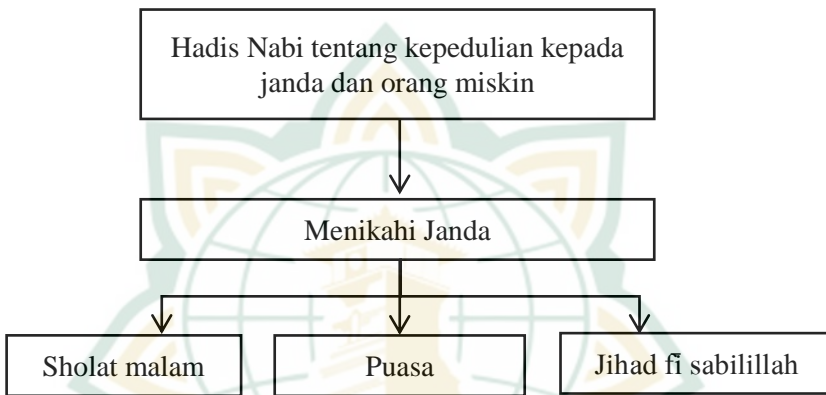 Hadis Nabi tentang kepedulian kepada
janda dan orang miskin
Menikahi Janda
Sholat malam
Puasa
Jihad fi sabilillah